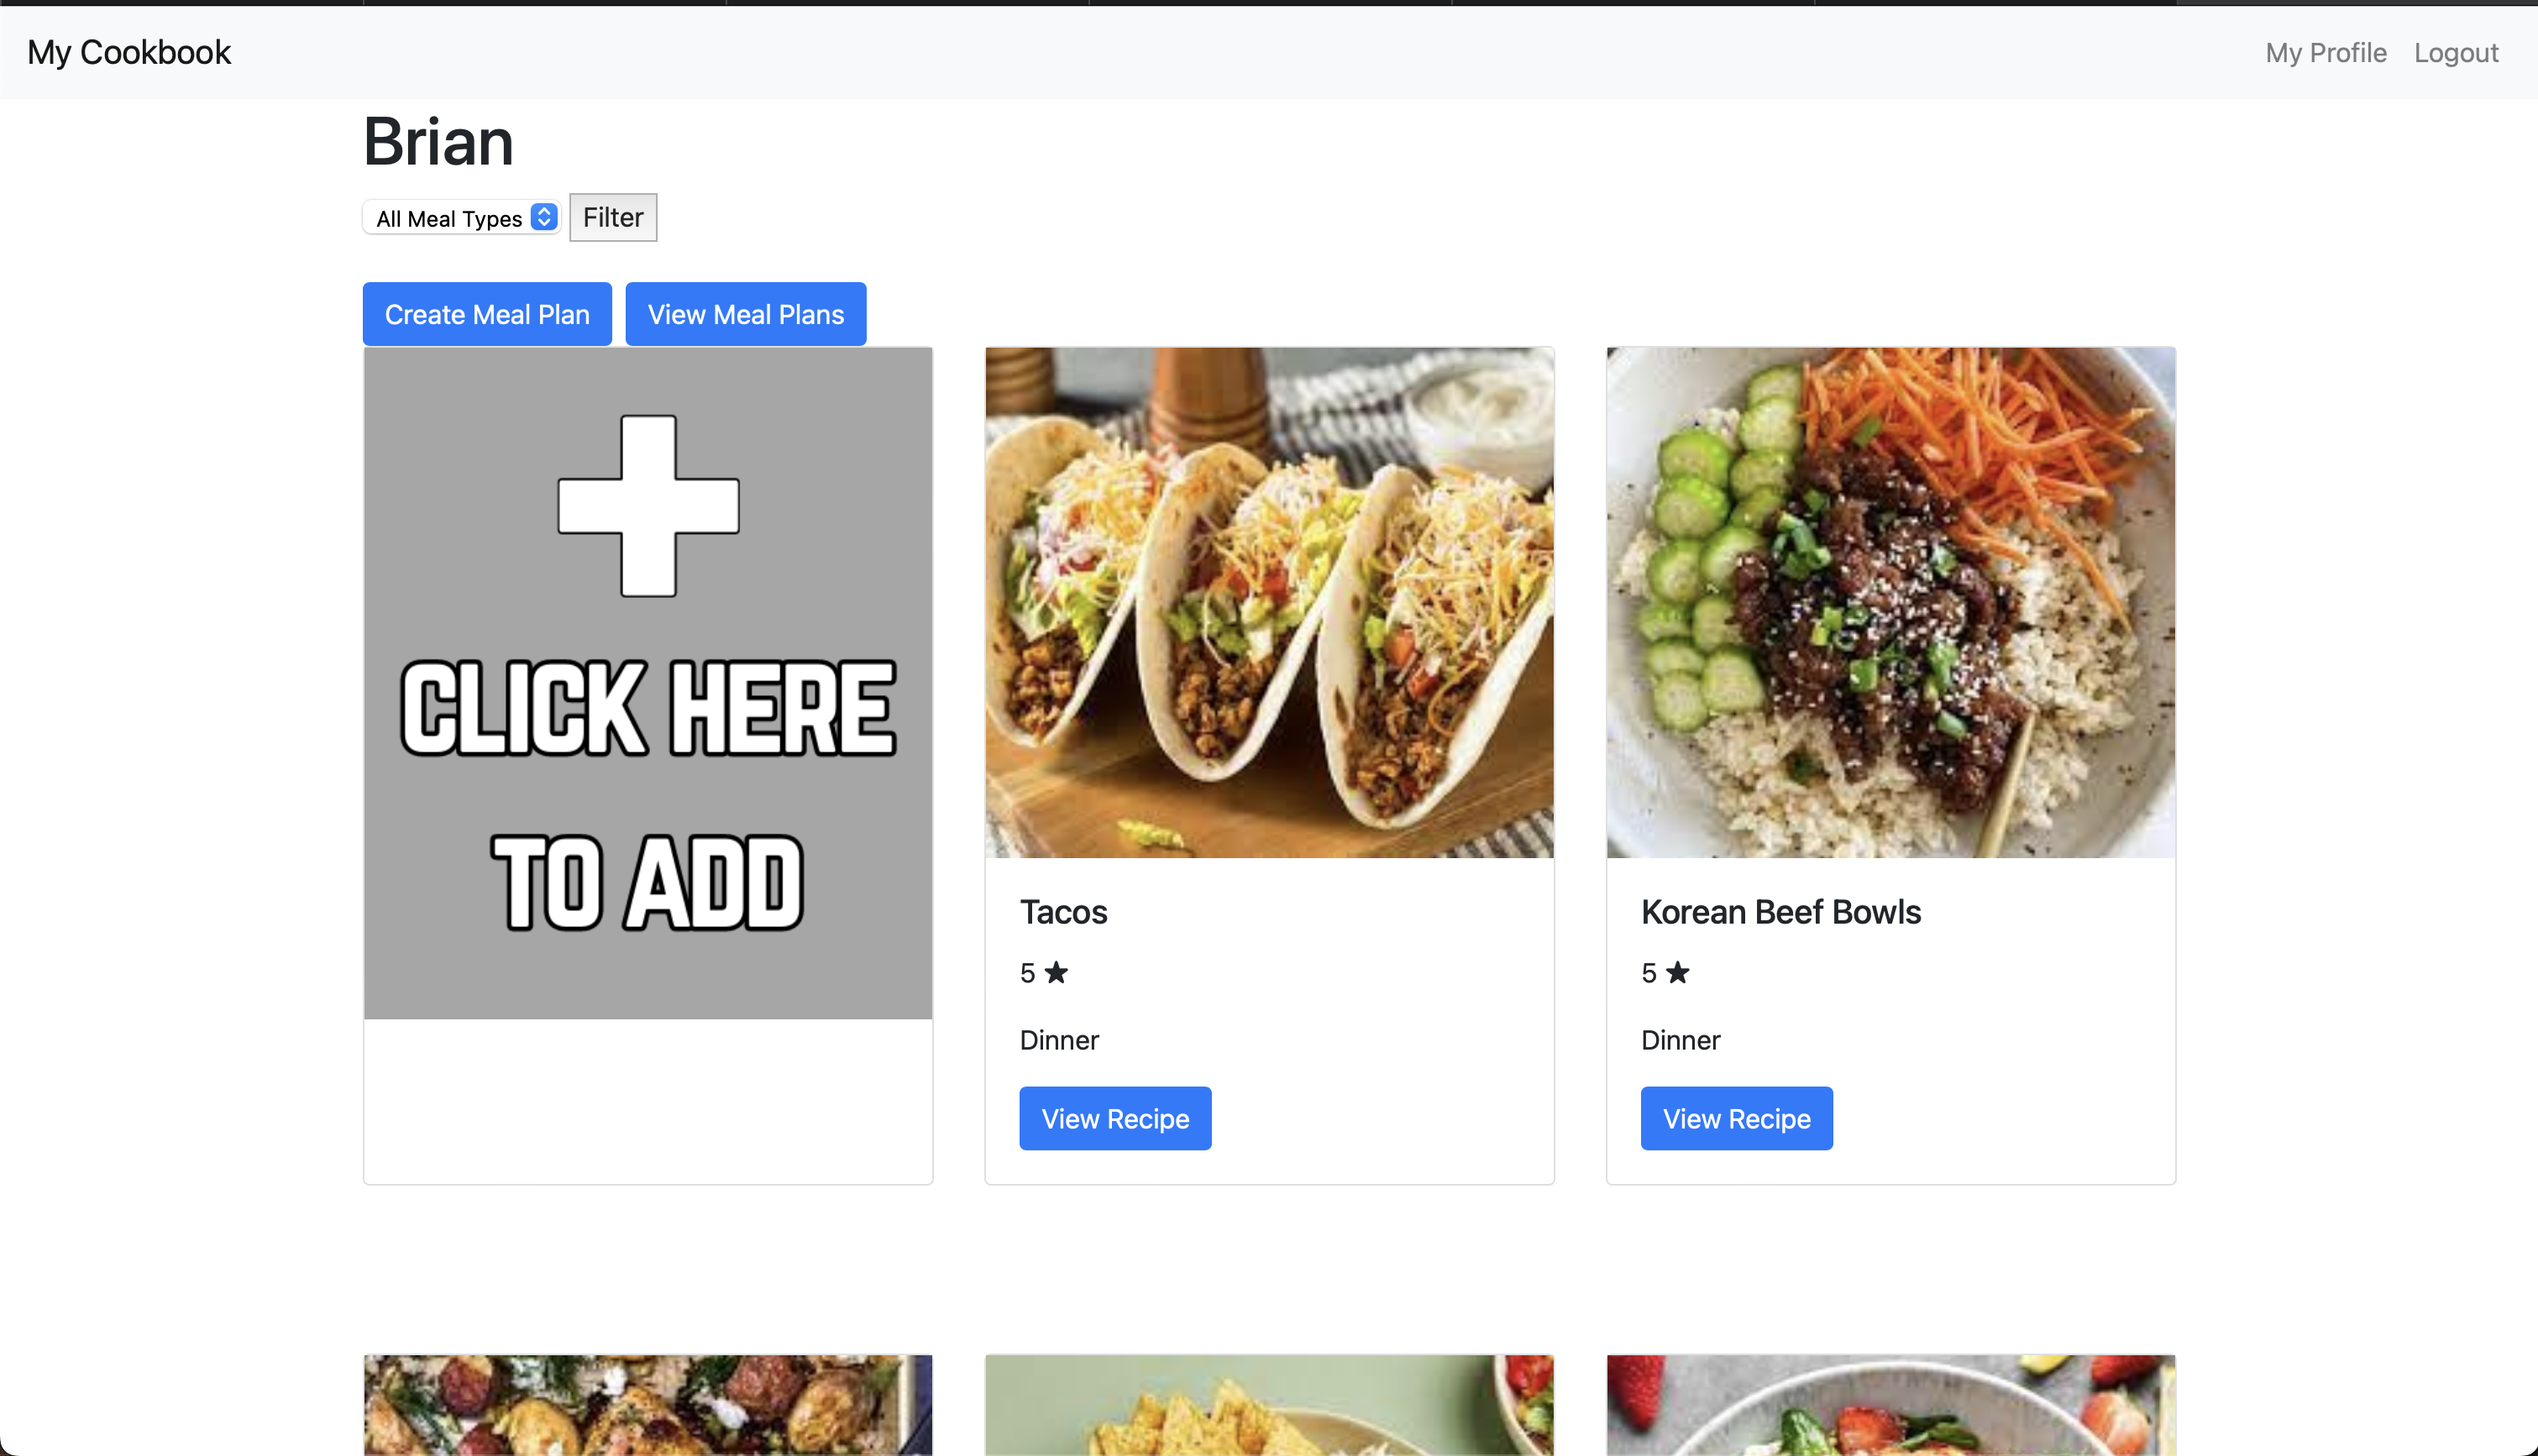 My Cookbook
My Profile
Logout
Brian
All Meal Types
Filter
Create Meal Plan
View Meal Plans
CLICK HERE
TO ADD
Tacos
5 ★
Dinner
View Recipe
Korean Beef Bowls
5 ★
Dinner
View Recipe